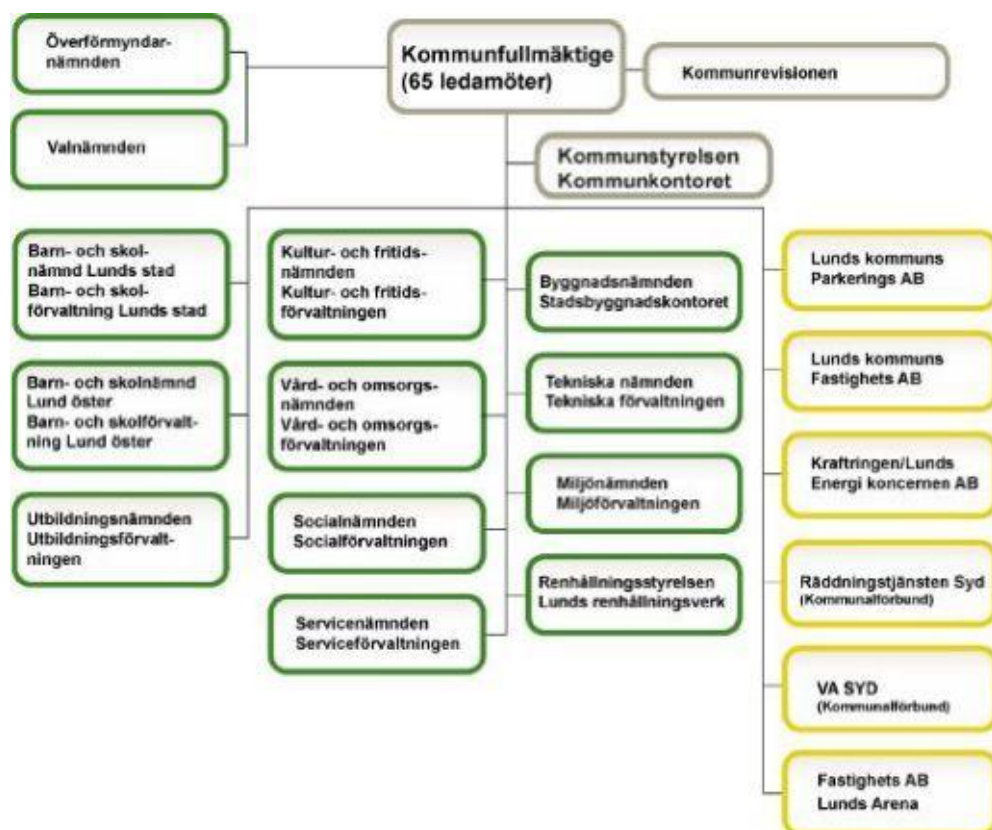 Överförmyndar-
nämnden
Valnämnden
Kommunfullmäktige
(65 ledamöter)
Kommunrevisionen
Kommunstyrelsen
Kommunkontoret
Barn- och skol-
nämnd Lunds stad
Barn- och skol-
förvaltning Lunds stad
Barn- och skolnämnd
Lund öster
Barn- och skolförvalt-
ning Lund öster
Utbildningsnämnden
Utbildningsförvalt-
ningen
Kultur- och fritids-
nämnden
Kultur- och fritids-
förvaltningen
Vård- och omsorgs-
nämnden
Vård- och omsorgs-
förvaltningen
Socialnämnden
Socialförvaltningen
Servicenämnden
Serviceförvaltningen
Byggnadsnämnden
Stadsbyggnadskontoret
Tekniska nämnden
Tekniska förvaltningen
Miljönämnden
Miljöförvaltningen
Renhållningsstyrelsen
Lunds renhållningsverk
Lunds kommuns
Parkerings AB
Lunds kommuns
Fastighets AB
Kraftringen/Lunds
Energi koncernen AB
Räddningstjänsten Syd
(Kommunalförbund)
VA SYD
(Kommunalförbund)
Fastighets AB
Lunds Arena